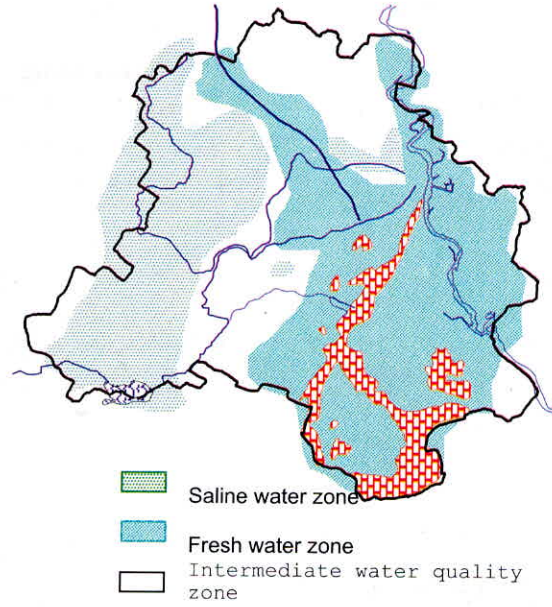 Saline water zone
Fresh water zone
Intermediate water quality
zone